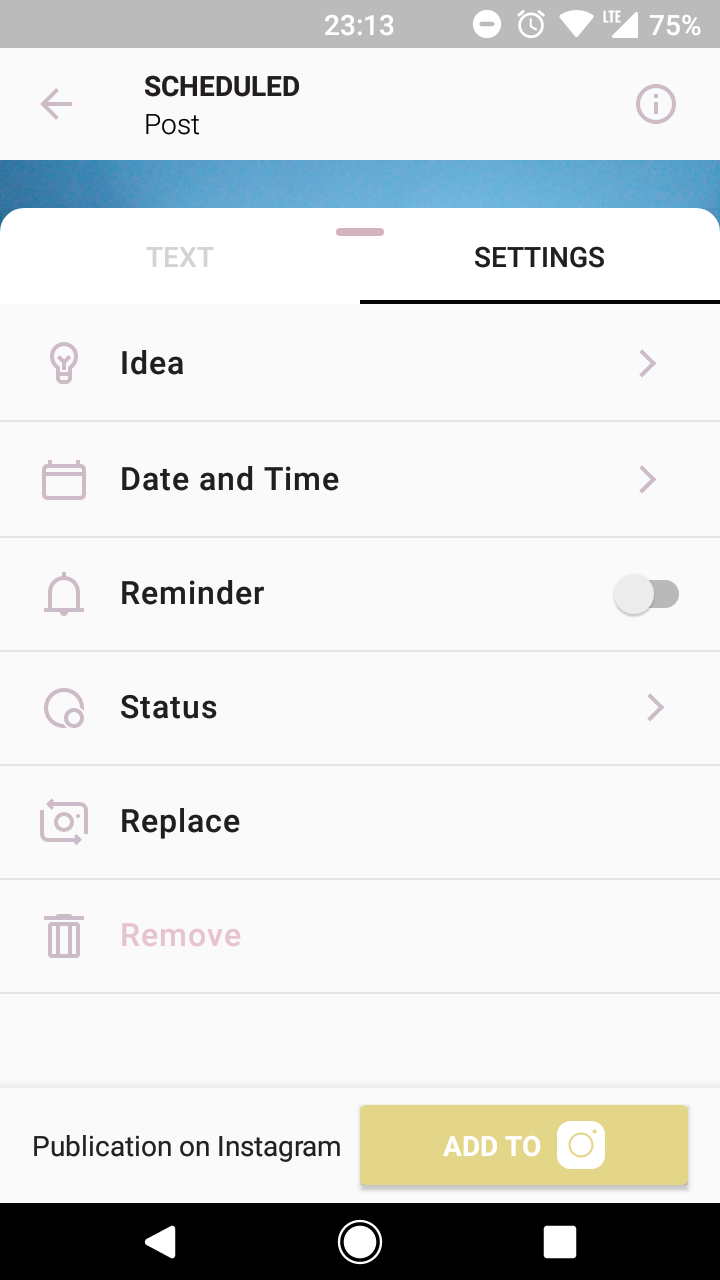 23:13
LTE
75%
SCHEDULED
Post
TEXT
SETTINGS
Idea
Date and Time
Reminder
Status
Replace
Remove
Publication on Instagram
ADD TO